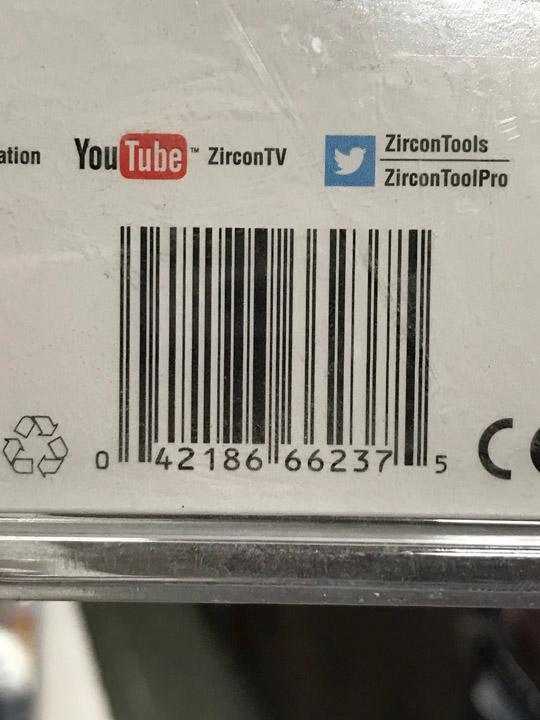 ation
YouTube™ ZirconTV
ZirconTools
ZirconToolPro
0 42186 66237 5